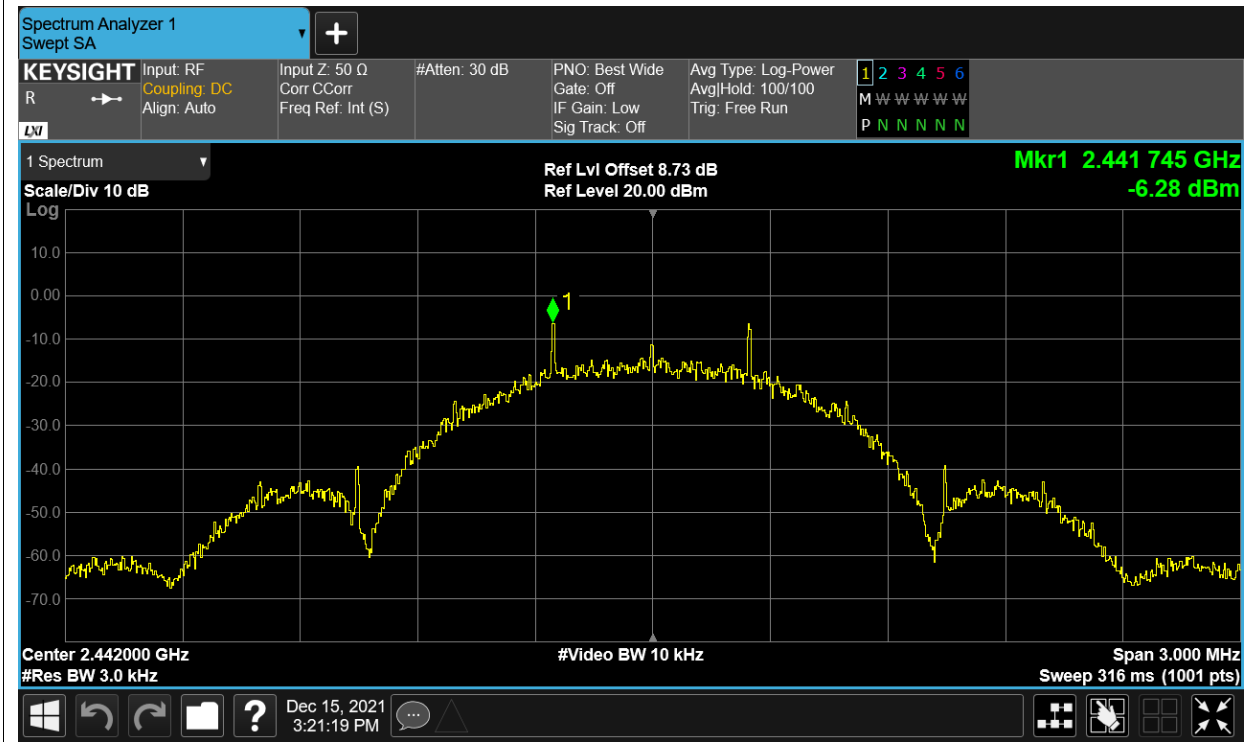 Spectrum Analyzer 1
Swept SA
KEYSIGHT
R
LXI
Input: RF
Coupling: DC
Align: Auto
Input Z: 50 Ω
Corr CCorr
Freq Ref: Int (S)
#Atten: 30 dB
PNO: Best Wide
Gate: Off
IF Gain: Low
Sig Track: Off
Avg Type: Log-Power
Avg|Hold: 100/100
Trig: Free Run
1 2 3 4 5 6
M W W W W W
P N N N N N
1 Spectrum
Scale/Div 10 dB
Log
Ref Lvl Offset 8.73 dB
Ref Level 20.00 dBm
Mkr1 2.441 745 GHz
-6.28 dBm
1
10.0
0.00
-10.0
-20.0
-30.0
-40.0
-50.0
-60.0
-70.0
Center 2.442000 GHz
#Res BW 3.0 kHz
#Video BW 10 kHz
Span 3.000 MHz
Sweep 316 ms (1001 pts)
?
Dec 15, 2021
3:21:19 PM